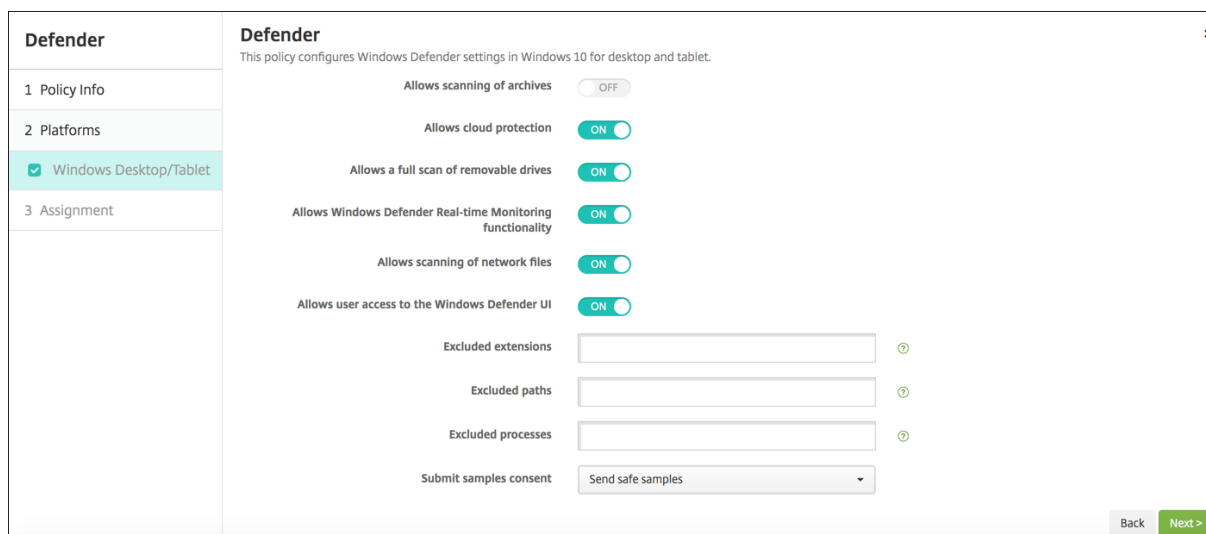 Defender
1 Policy Info
2 Platforms
Windows Desktop/Tablet
3 Assignment
Defender
This policy configures Windows Defender settings in Windows 10 for desktop and tablet.
Allows scanning of archives
OFF
Allows cloud protection
ON
Allows a full scan of removable drives
ON
Allows Windows Defender Real-time Monitoring
functionality
ON
Allows scanning of network files
ON
Allows user access to the Windows Defender UI
ON
Excluded extensions
?
Excluded paths
?
Excluded processes
?
Submit samples consent
Send safe samples
Back
Next >